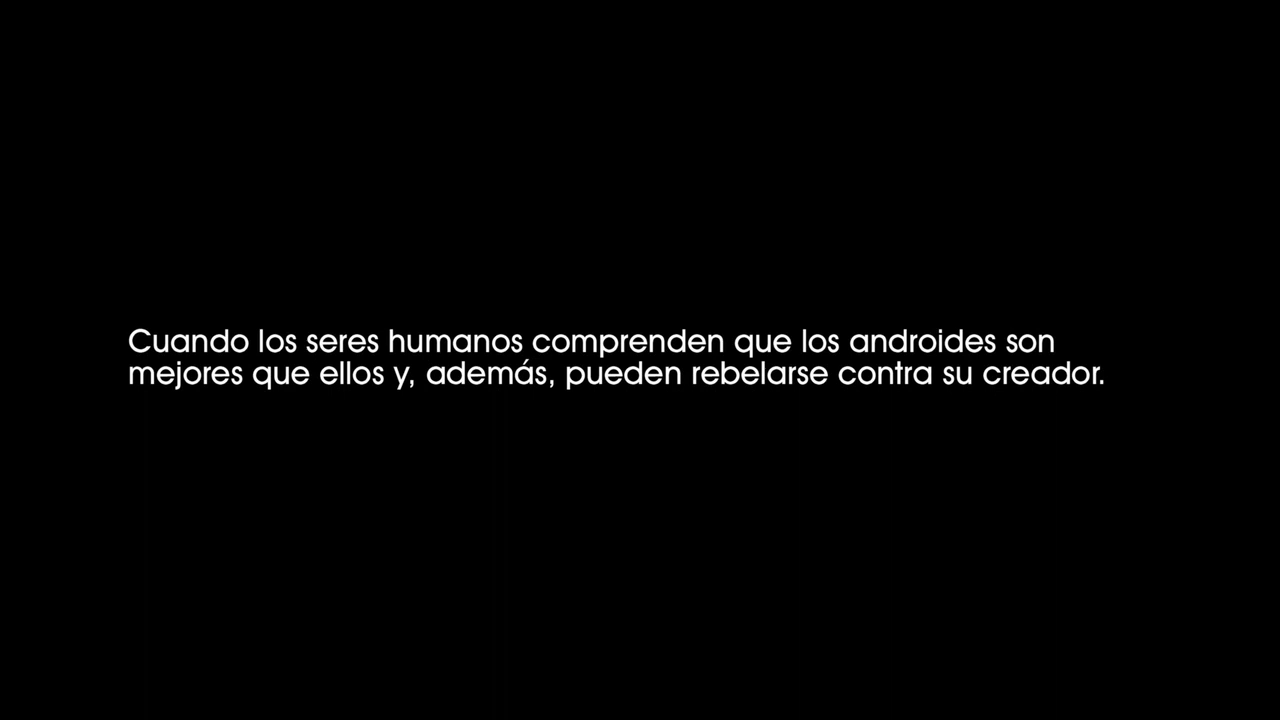 Cuando los seres humanos comprenden que los androides son
mejores que ellos y, además, pueden rebelarse contra su creador.